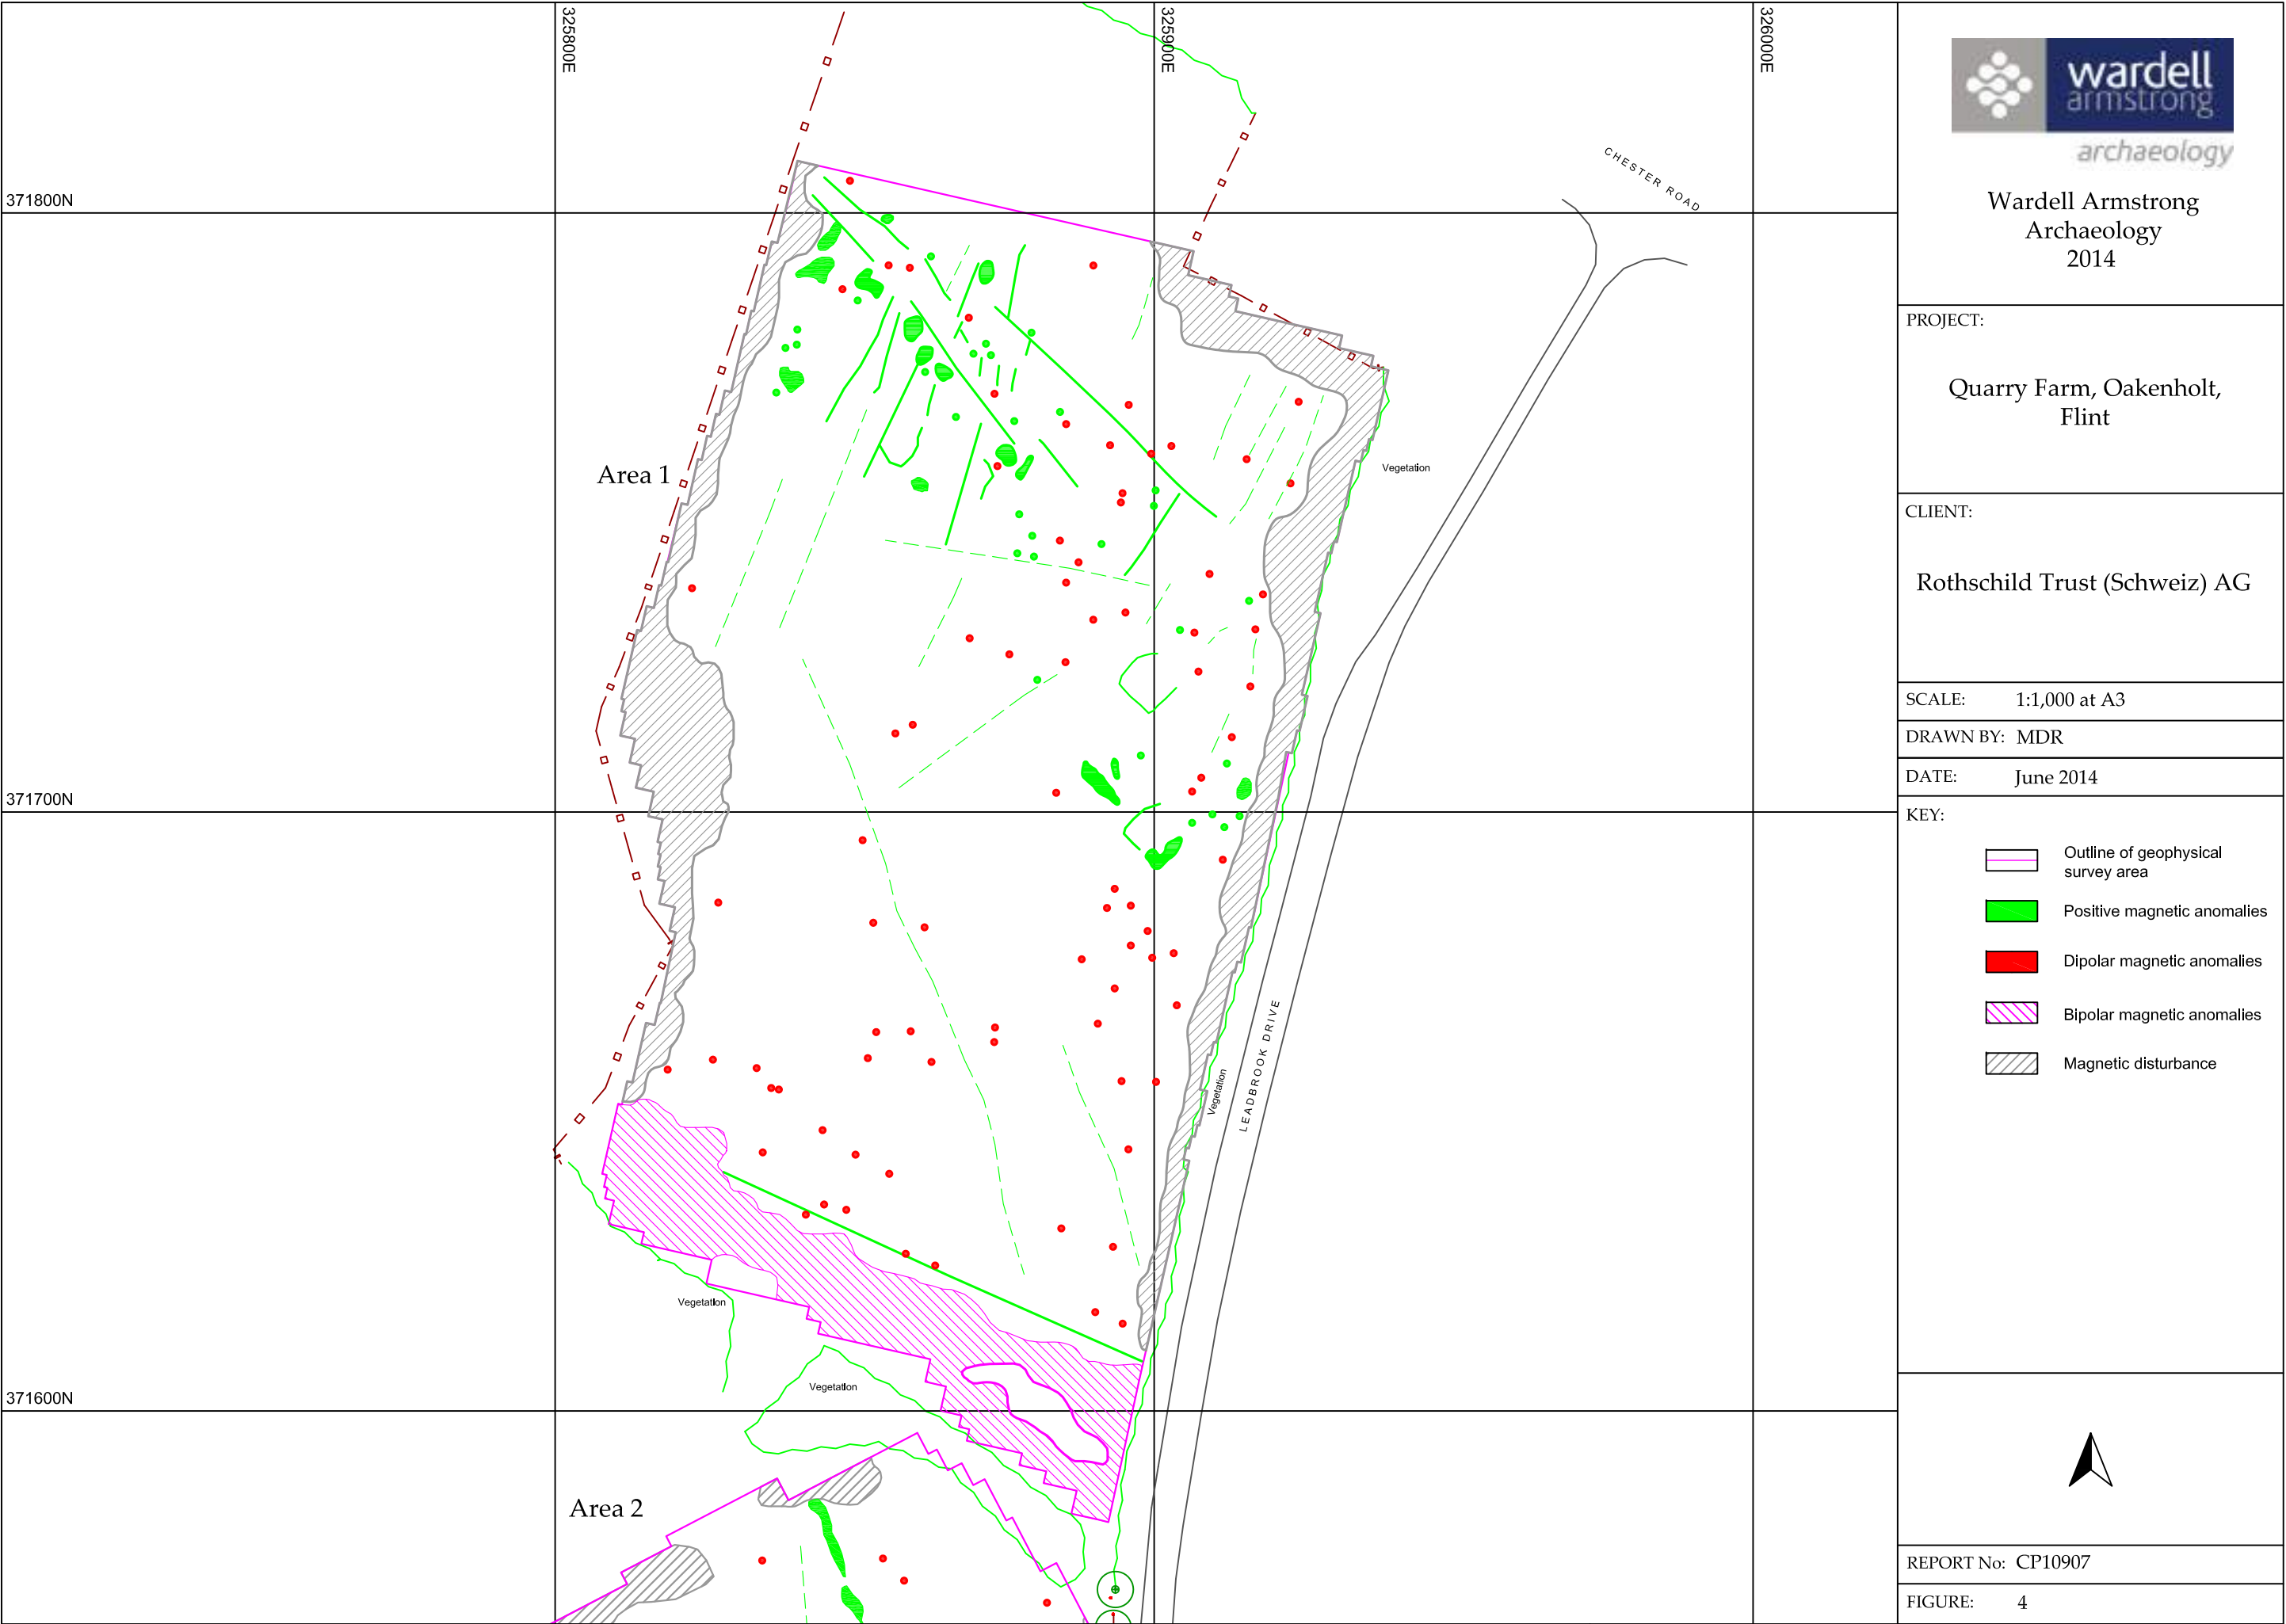 325800E
325900E
326000E
371800N
371700N
371600N
CHESTER ROAD
Area 1
Vegetation
LEADBROOK DRIVE
Vegetation
Vegetation
Vegetation
Area 2
wardell
armstrong
archaeology
Wardell Armstrong
Archaeology
2014
PROJECT:
Quarry Farm, Oakenholt,
Flint
CLIENT:
Rothschild Trust (Schweiz) AG
SCALE: 1:1,000 at A3
DRAWN BY: MDR
DATE: June 2014
KEY:
Outline of geophysical
survey area
Positive magnetic anomalies
Dipolar magnetic anomalies
Bipolar magnetic anomalies
Magnetic disturbance
REPORT No: CP10907
FIGURE: 4